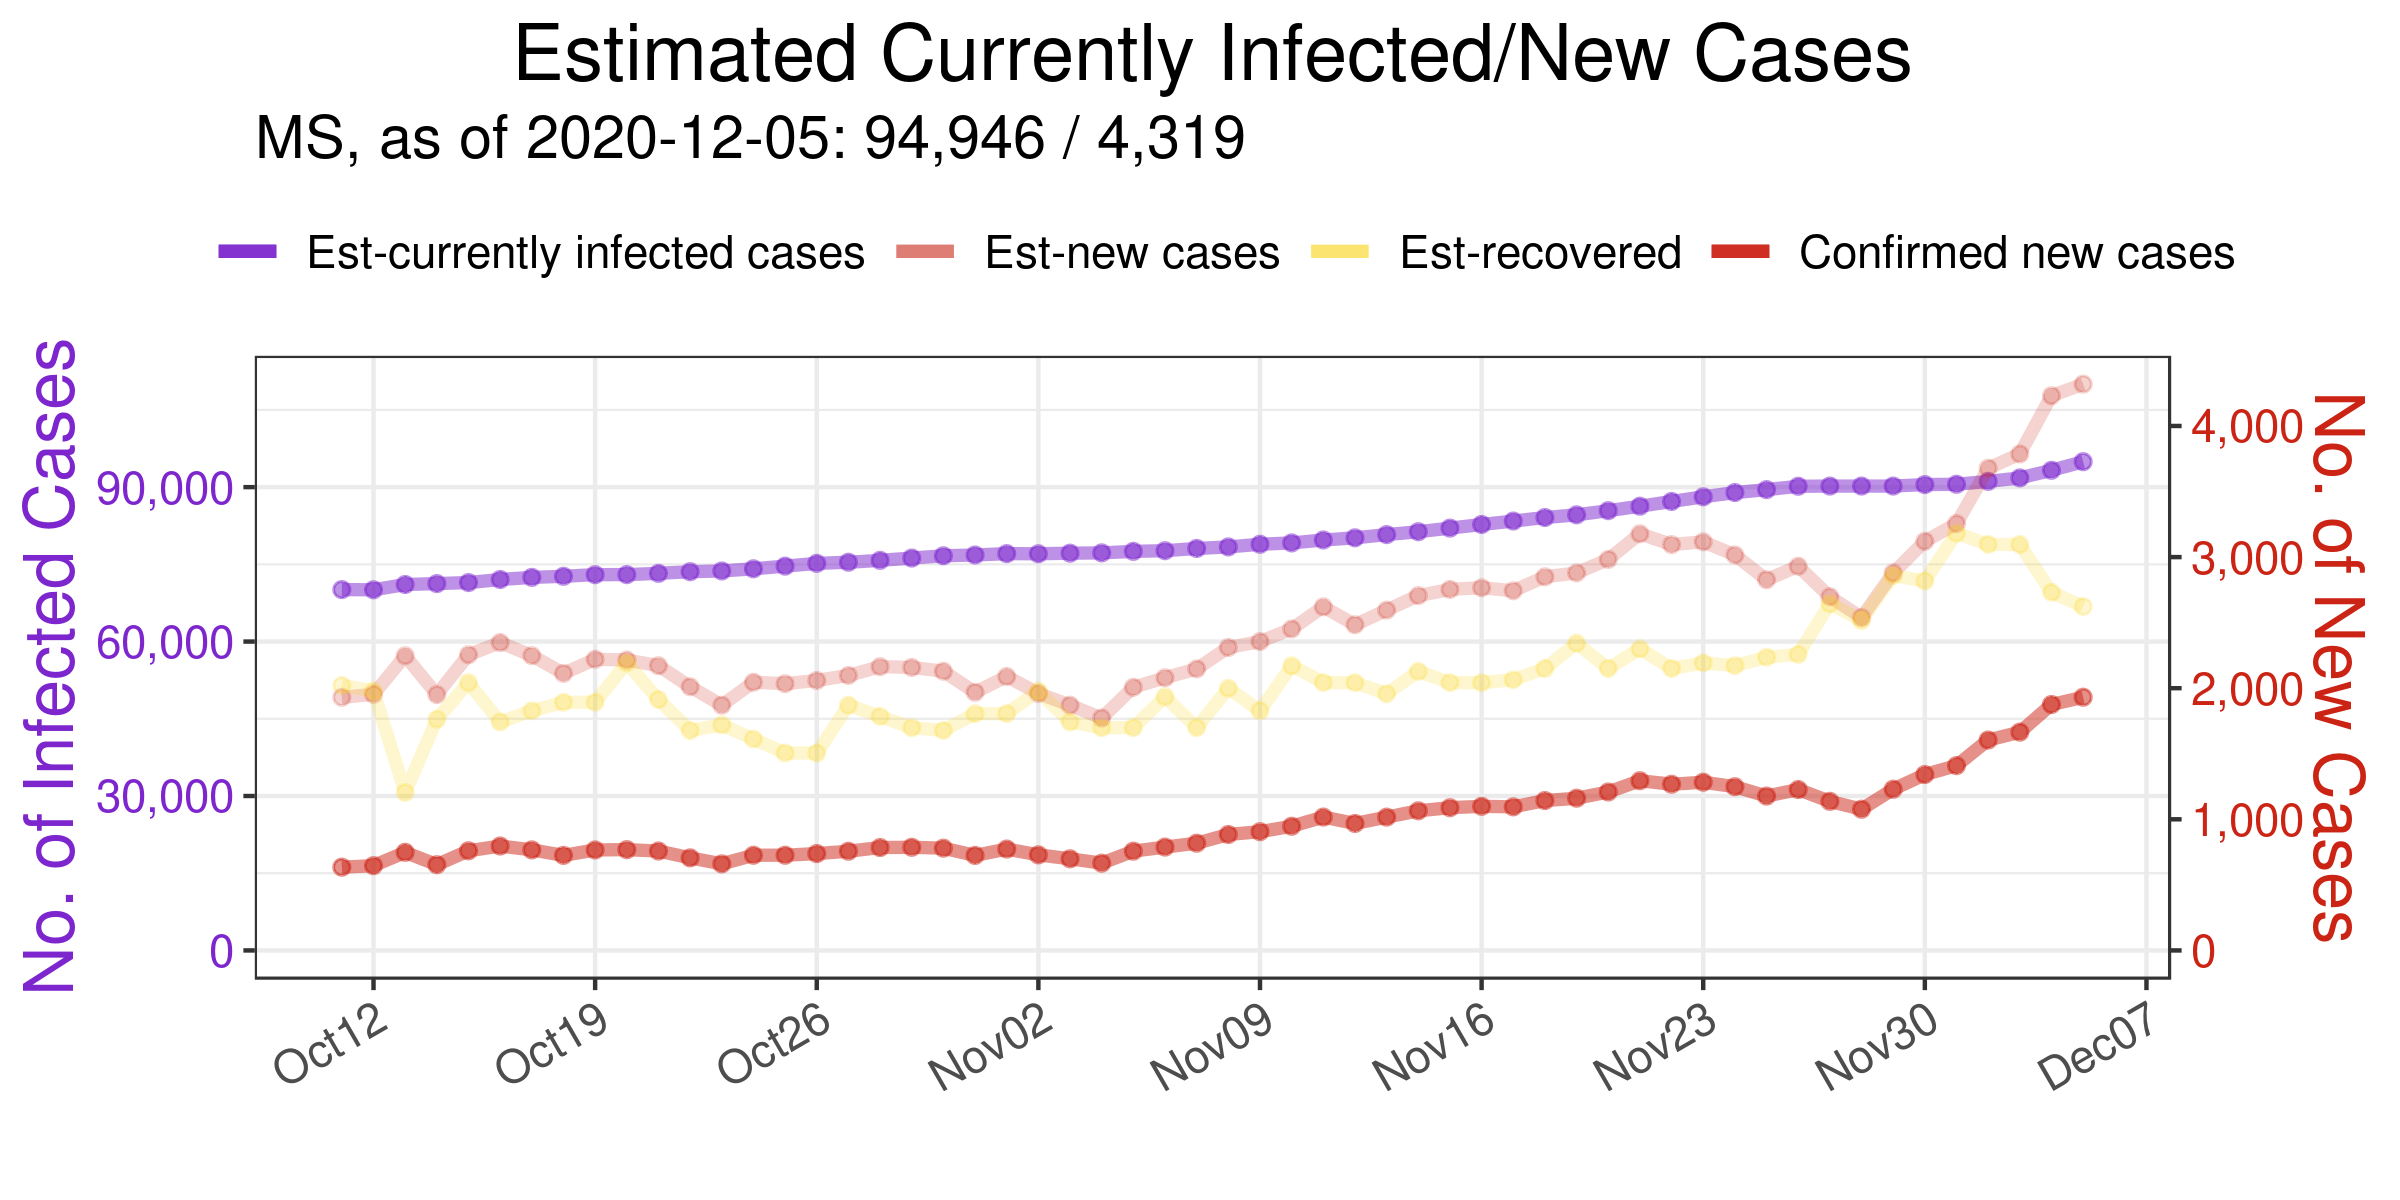 Estimated Currently Infected/New Cases
MS, as of 2020-12-05: 94,946 / 4,319
Est-currently infected cases Est-new cases Est-recovered Confirmed new cases
No. of Infected Cases
90,000
60,000
30,000
0
4,000
3,000
2,000
1,000
0
No. of New Cases
Oct12 Oct19 Oct26 Nov02 Nov09 Nov16 Nov23 Nov30 Dec07